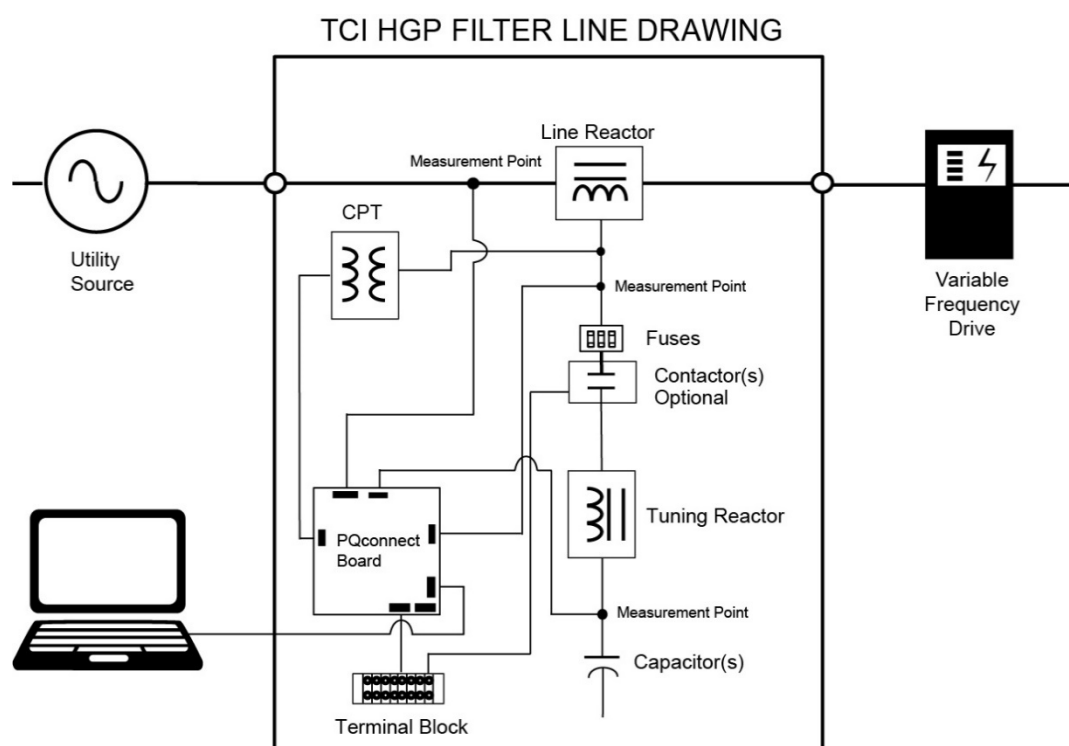 TCI HGP FILTER LINE DRAWING
Line Reactor
Measurement Point
CPT
Utility
Source
Variable
Frequency
Drive
Measurement Point
Fuses
Contactor(s)
Optional
Tuning Reactor
PQconnect
Board
Measurement Point
Capacitor(s)
Terminal Block